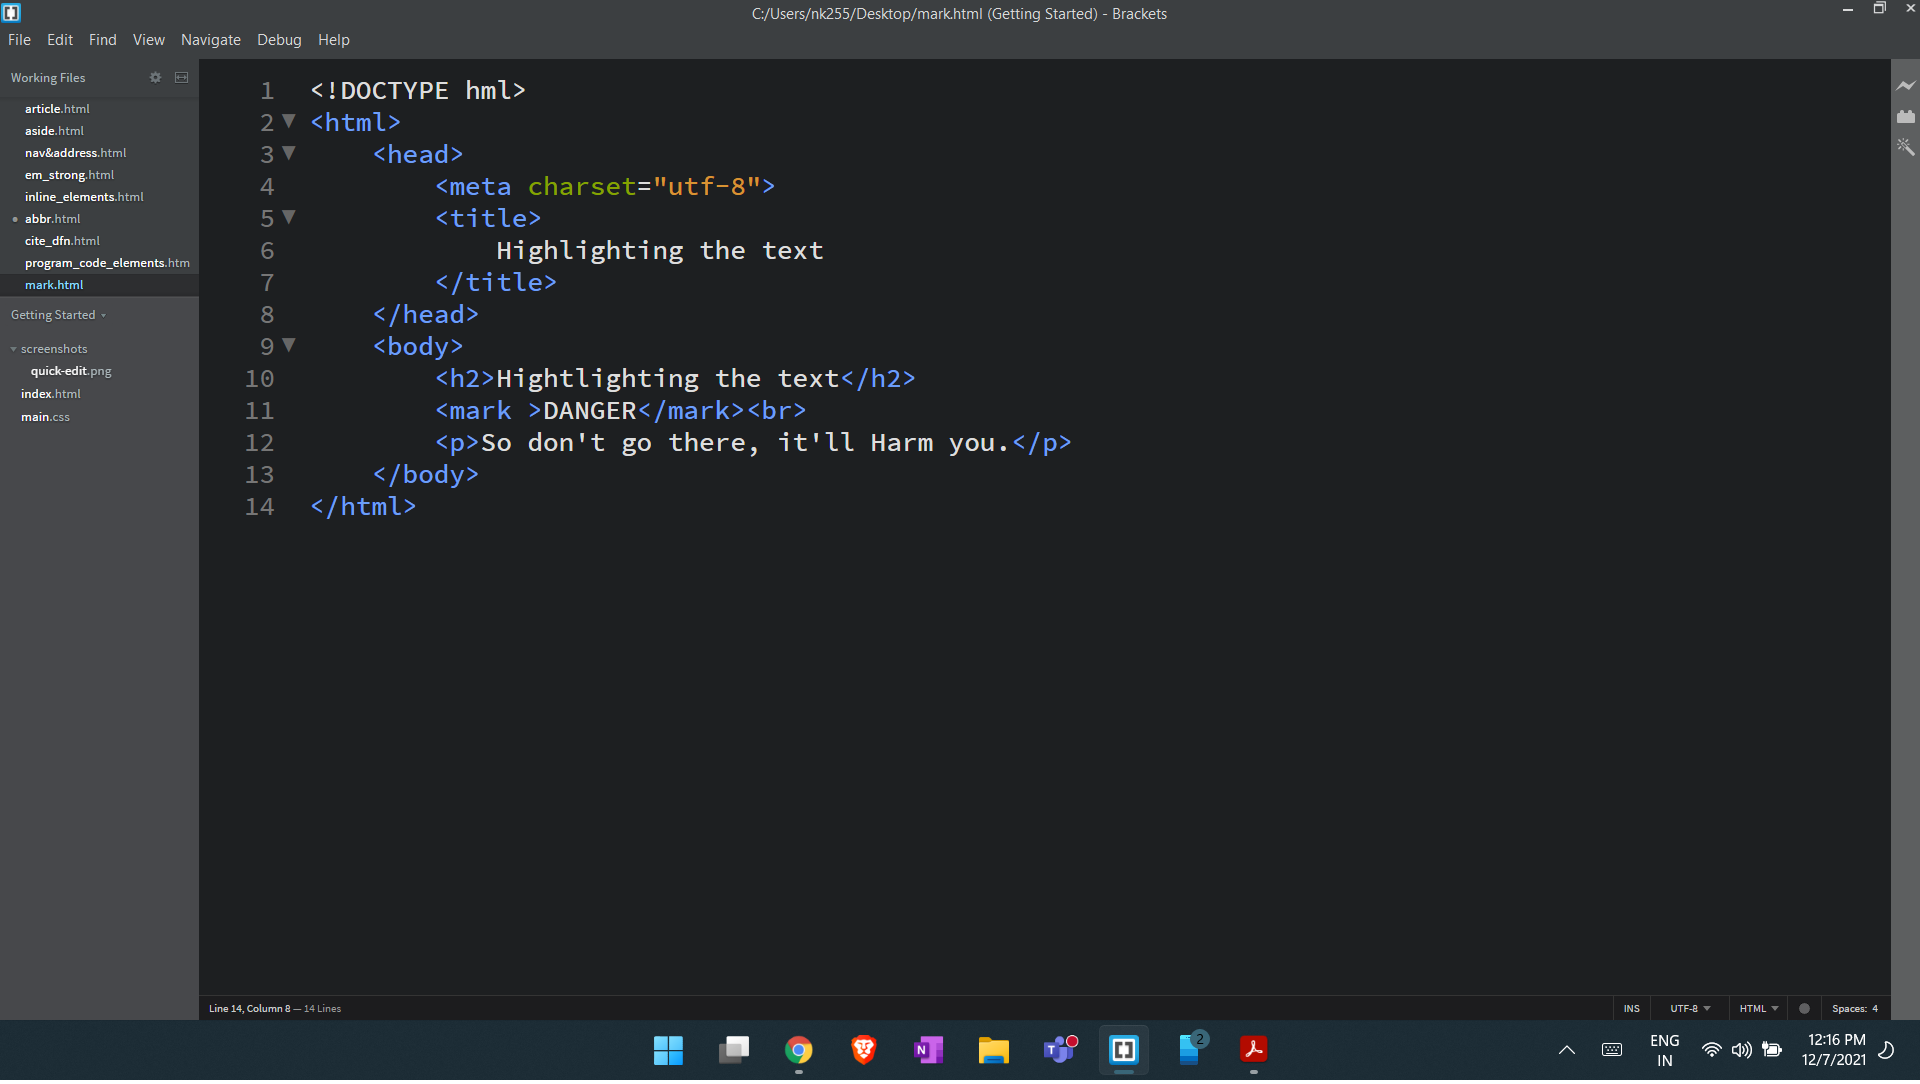 C:/Users/nk255/Desktop/mark.html (Getting Started) - Brackets
File Edit Find View Navigate Debug Help
Working Files
article.html
aside.html
nav&address.html
em_strong.html
inline_elements.html
abbr.html
cite_dfn.html
program_code_elements.htm
mark.html
Getting Started
screenshots
quick-edit.png
index.html
main.css
1 <!DOCTYPE hml>
2 <html>
3 <head>
4 <meta charset="utf-8">
5 <title>
6 Highlighting the text
7 </title>
8 </head>
9 <body>
10 <h2>Hightlighting the text</h2>
11 <mark >DANGER</mark><br>
12 <p>So don't go there, it'll Harm you.</p>
13 </body>
14 </html>
Line 14, Column 8 — 14 Lines
INS UTF-8 HTML Spaces: 4
N
T
2
ENG
IN
12:16 PM
12/7/2021